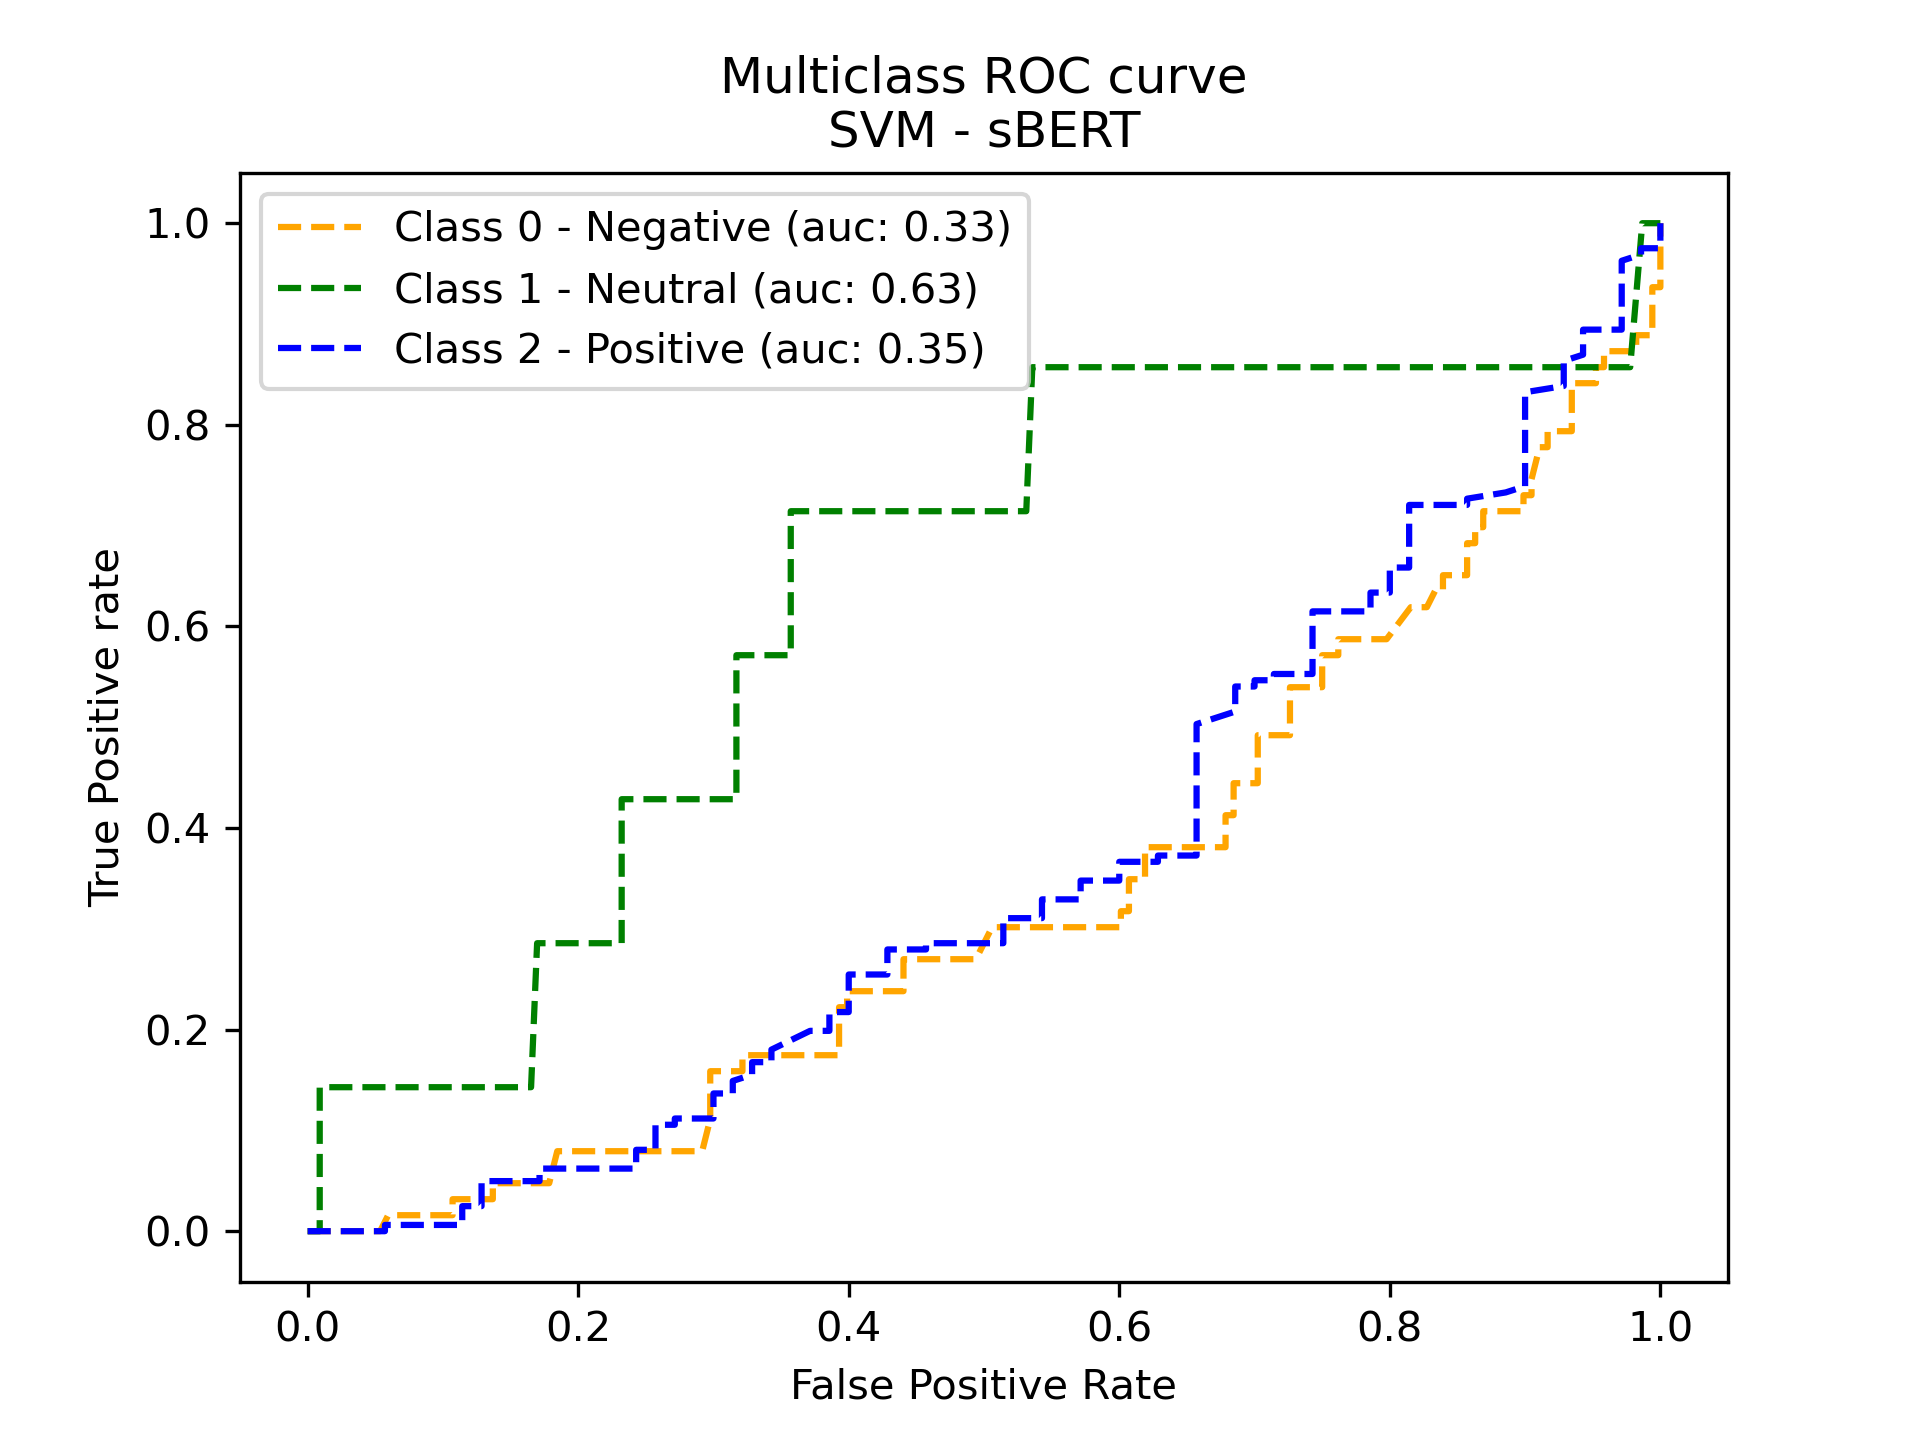 Multiclass ROC curve
SVM - sBERT
Class 0 - Negative (auc: 0.33)
Class 1 - Neutral (auc: 0.63)
Class 2 - Positive (auc: 0.35)
True Positive rate
1.0
0.8
0.6
0.4
0.2
0.0
0.0 0.2 0.4 0.6 0.8 1.0
False Positive Rate